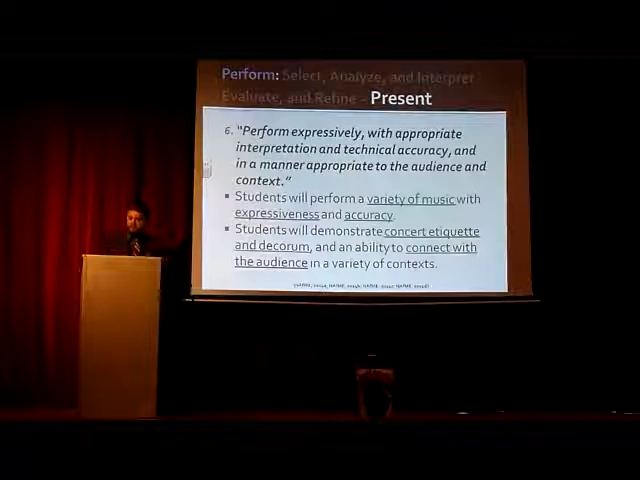 Perform: Select, Analyze, and Interpret
Evaluate, and Refine – Present
6. "Perform expressively, with appropriate
interpretation and technical accuracy, and
in a manner appropriate to the audience and
context."
▪ Students will perform a variety of music with
expressiveness and accuracy.
▪ Students will demonstrate concert etiquette
and decorum, and an ability to connect with
the audience in a variety of contexts.